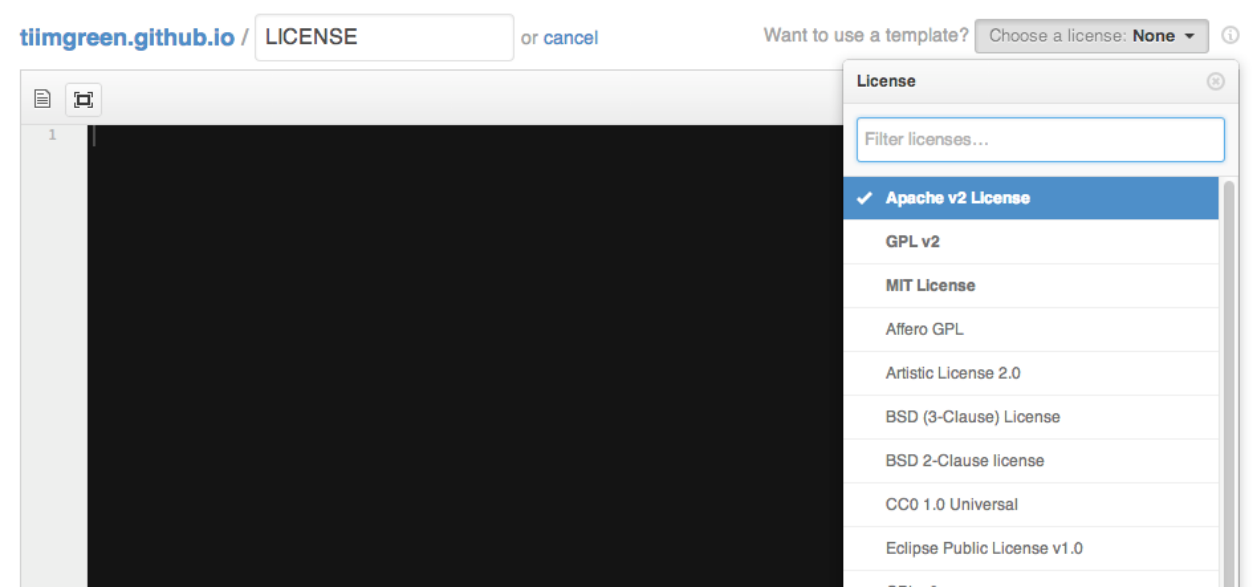 tiimgreen.github.io / LICENSE or cancel Want to use a template? Choose a license: None
License
Filter licenses...
1
Apache v2 License
GPL v2
MIT License
Affero GPL
Artistic License 2.0
BSD (3-Clause) License
BSD 2-Clause license
CC0 1.0 Universal
Eclipse Public License v1.0